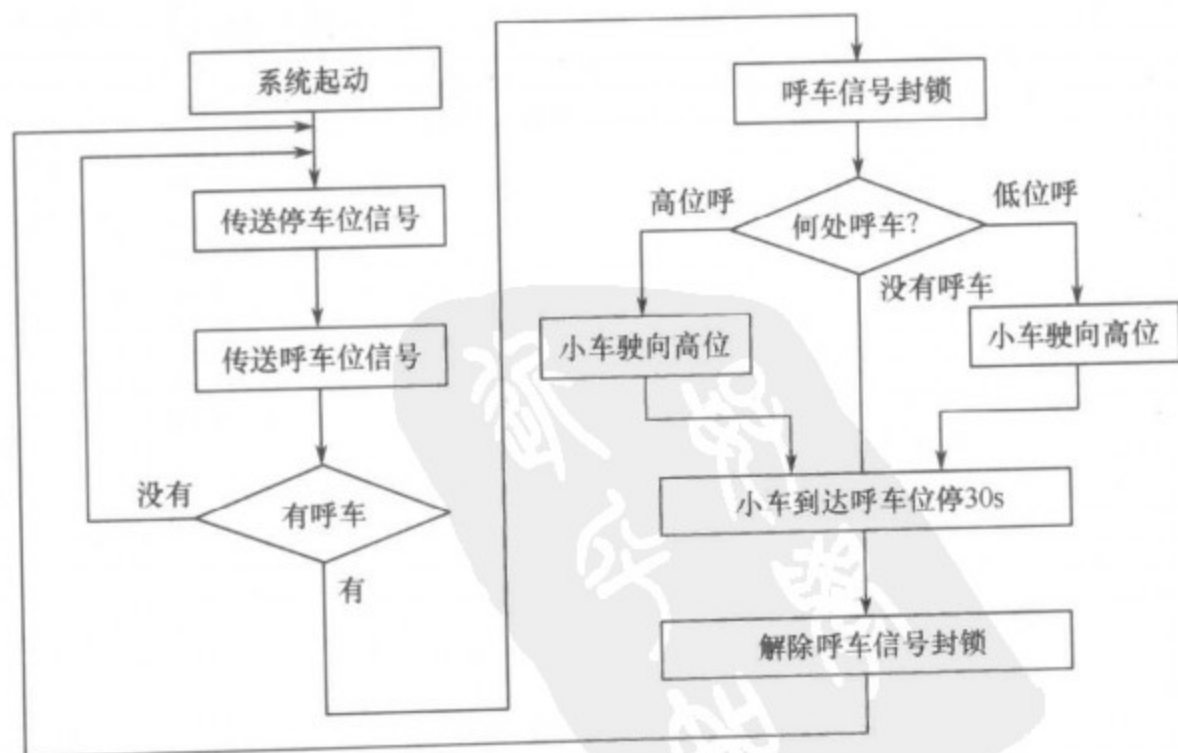 系统起动
传送停车位信号
传送呼车位信号
没有
有呼车
有
呼车信号封锁
高位呼
何处呼车?
低位呼
没有呼车
小车驶向高位
小车驶向高位
小车到达呼车位停30s
解除呼车信号封锁